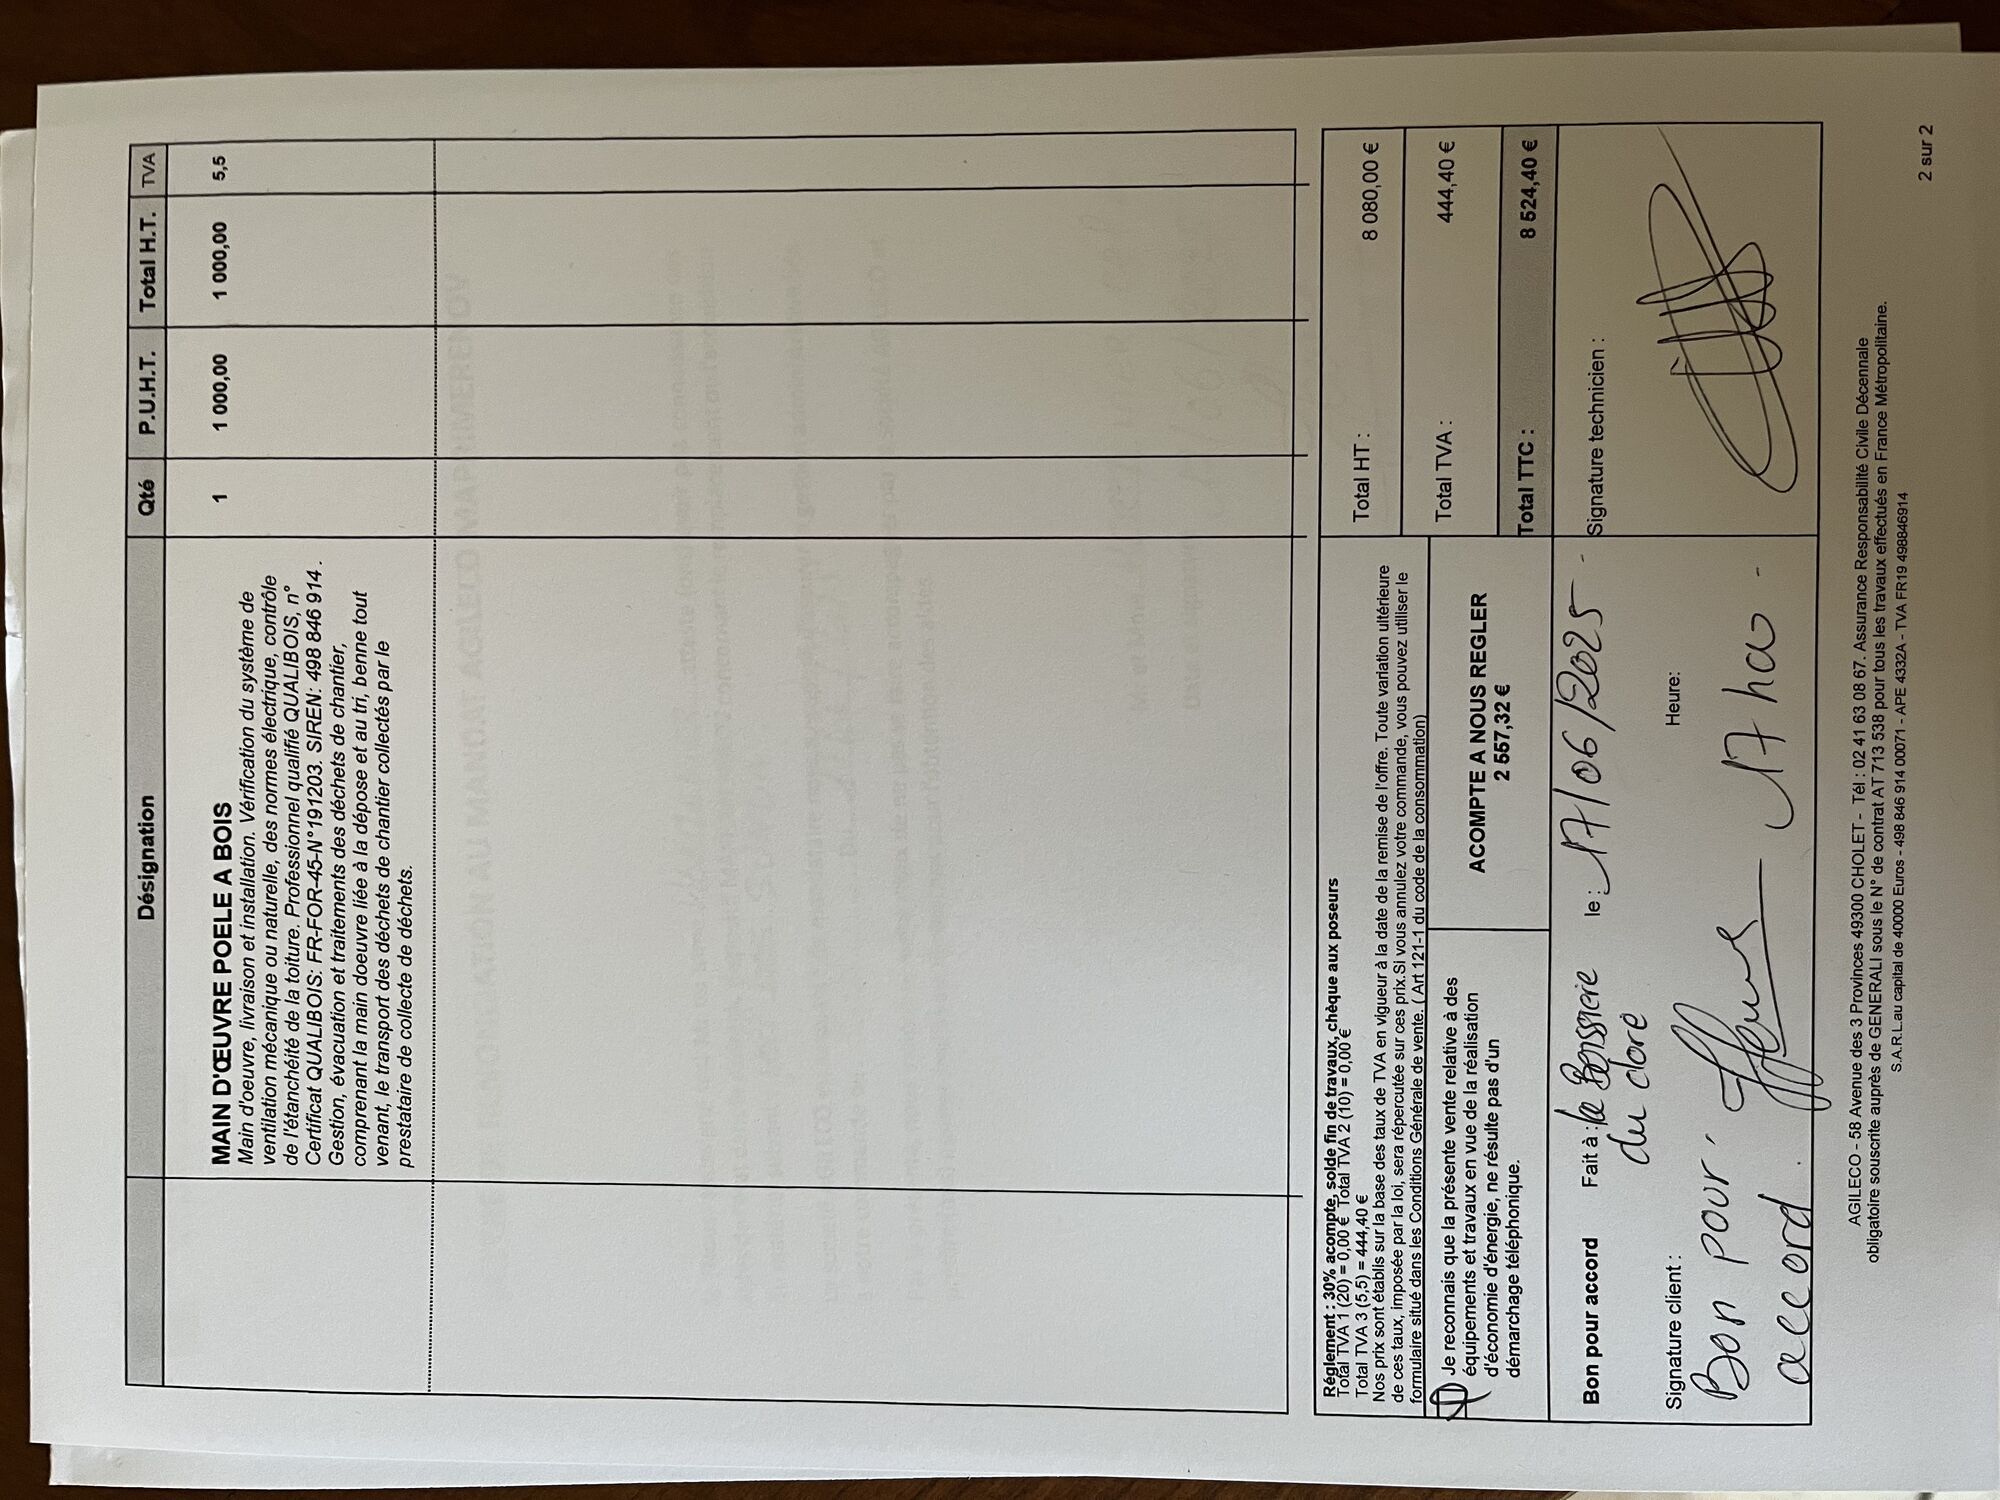 Désignation Qté P.U.H.T. Total H.T. TVA
MAIN D'ŒUVRE POELE A BOIS 1 1 000,00 1 000,00 5,5
Main d'oeuvre, livraison et installation. Vérification du système de
ventilation mécanique ou naturelle, des normes électrique, contrôle
de l'étanchéité de la toiture. Professionnel qualifié QUALIBOIS, n°
Certificat QUALIBOIS: FR-FOR-45-N°191203. SIREN: 498 846 914.
Gestion, évacuation et traitements des déchets de chantier,
comprenant la main doeuvre liée à la dépose et au tri, benne tout
venant, le transport des déchets de chantier collectés par le
prestataire de collecte de déchets.
Réglement : 30% acompte, solde fin de travaux, chèque aux poseurs
Total TVA 1 (20) = 0,00 € Total TVA 2 (10) = 0,00 €
Total TVA 3 (5,5) = 444,40 €
Nos prix sont établis sur la base des taux de TVA en vigueur à la date de la remise de l'offre. Toute variation ultérieure
de ces taux, imposée par la loi, sera répercutée sur ces prix.Si vous annulez votre commande, vous pouvez utiliser le
formulaire situé dans les Conditions Générale de vente. ( Art 121-1 du code de la consommation)
Total HT : 8 080,00 €
Total TVA : 444,40 €
Total TTC : 8 524,40 €
Je reconnais que la présente vente relative à des
équipements et travaux en vue de la réalisation
d'économie d'énergie, ne résulte pas d'un
démarchage téléphonique.
ACOMPTE A NOUS REGLER
2 557,32 €
Bon pour accord Fait à : le : 17/06/2025
du doré
Signature client : Heure: Signature technicien :
Bon pour 17h00
accord
AGILECO - 58 Avenue des 3 Provinces 49300 CHOLET - Tél : 02 41 63 08 67. Assurance Responsabilité Civile Décennale
obligatoire souscrite auprès de GENERALI sous le N° de contrat AT 713 538 pour tous les travaux effectués en France Métropolitaine.
S.A.R.L.au capital de 40000 Euros - 498 846 914 00071 - APE 4332A - TVA FR19 498846914
2 sur 2